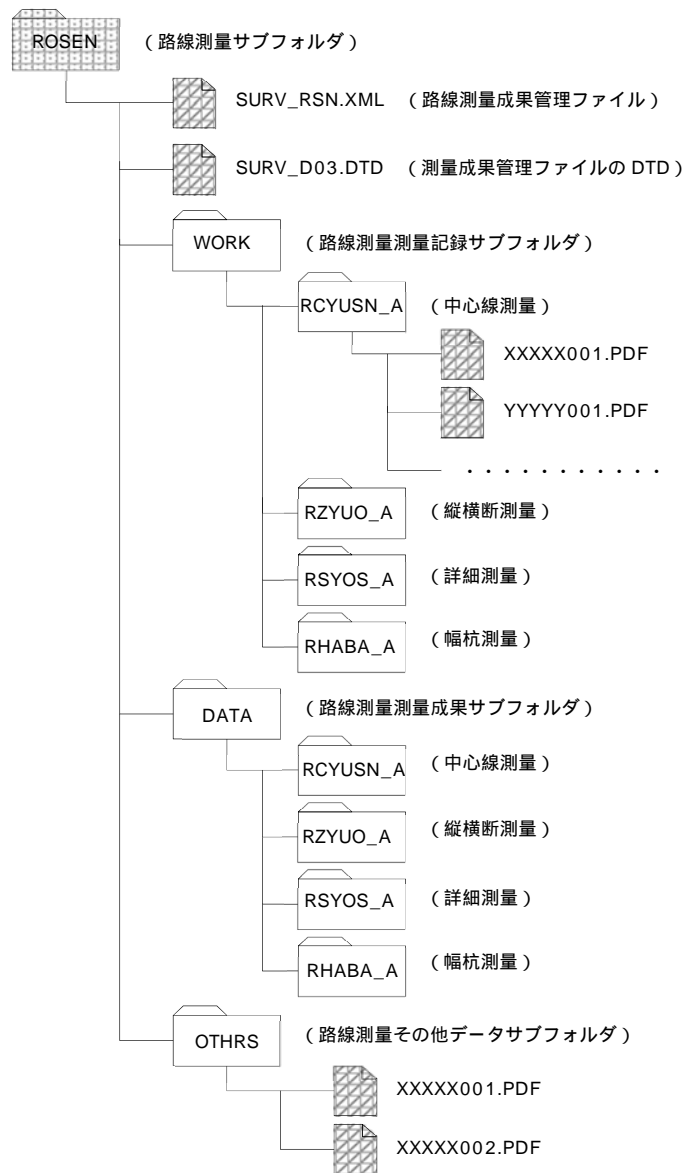 ROSEN （路線測量サブフォルダ）
SURV_RSN.XML （路線測量成果管理ファイル）
SURV_D03.DTD （測量成果管理ファイルの DTD）
WORK （路線測量測量記録サブフォルダ）
RCYUSN_A （中心線測量）
XXXXX001.PDF
YYYYY001.PDF
・・・・・・・・・・・
RZYUO_A （縦横断測量）
RSYOS_A （詳細測量）
RHABA_A （幅杭測量）
DATA （路線測量測量成果サブフォルダ）
RCYUSN_A （中心線測量）
RZYUO_A （縦横断測量）
RSYOS_A （詳細測量）
RHABA_A （幅杭測量）
OTHRS （路線測量その他データサブフォルダ）
XXXXX001.PDF
XXXXX002.PDF